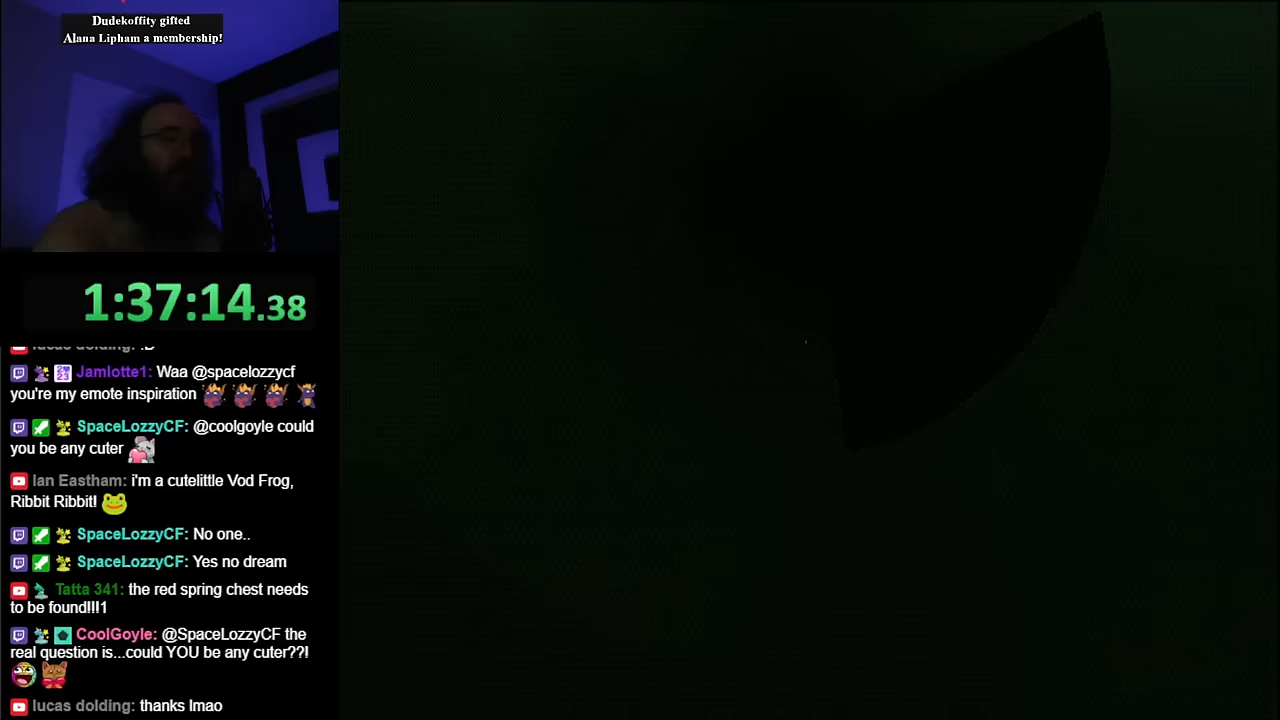 Dudekoffity gifted
Alana Lipham a membership!
1:37:14.38
lucas dolding: :D
Jamlotte1: Waa @spacelozzycf
you're my emote inspiration
SpaceLozzyCF: @coolgoyle could
you be any cuter
Ian Eastham: i'm a cutelittle Vod Frog,
Ribbit Ribbit!
SpaceLozzyCF: No one..
SpaceLozzyCF: Yes no dream
Tatta 341: the red spring chest needs
to be found!!!1
CoolGoyle: @SpaceLozzyCF the
real question is...could YOU be any cuter??!
lucas dolding: thanks lmao